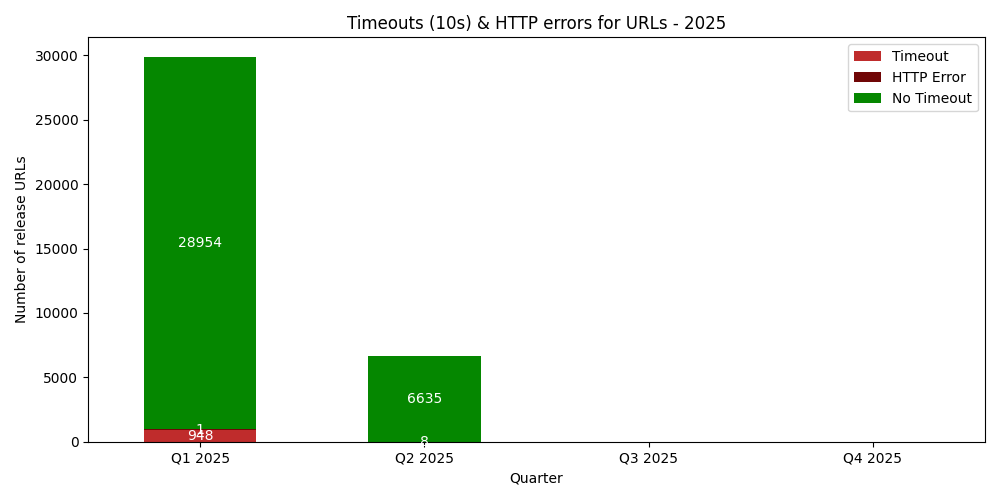 Timeouts (10s) & HTTP errors for URLs - 2025
Timeout
HTTP Error
No Timeout
Number of release URLs
30000
25000
20000
15000
10000
5000
0
28954
1
948
6635
8
Q1 2025
Q2 2025
Q3 2025
Q4 2025
Quarter